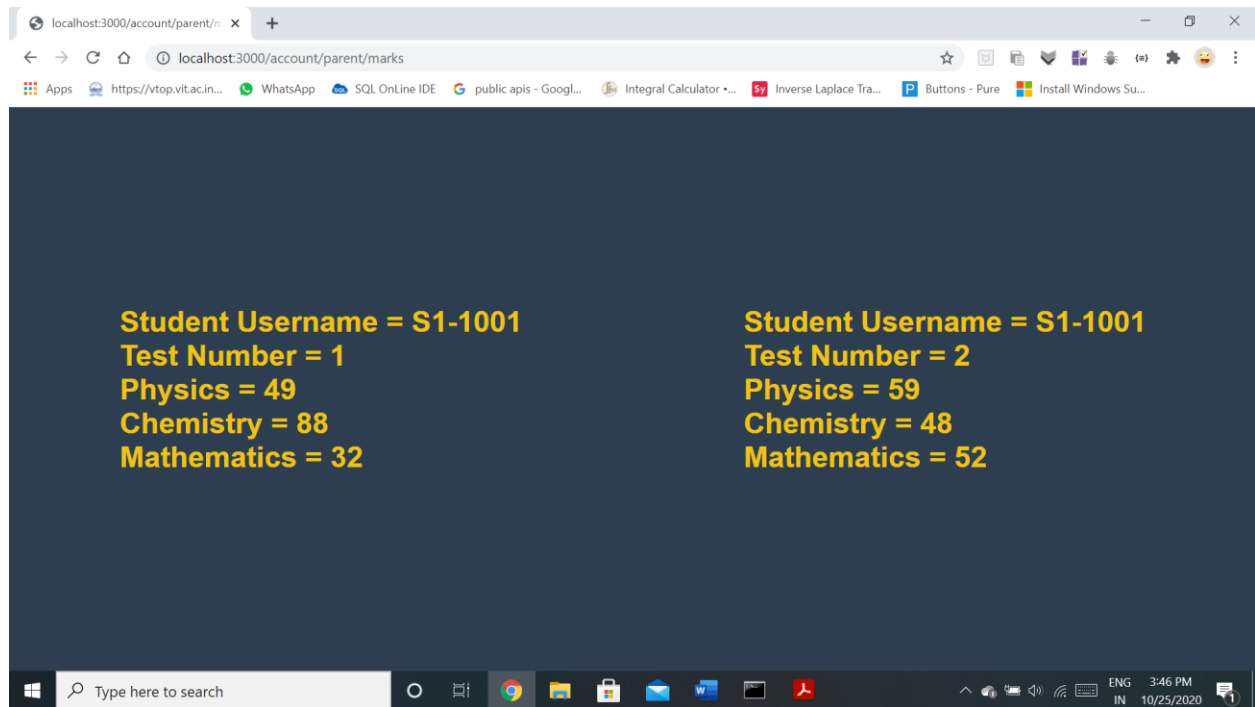 localhost:3000/account/parent/m
localhost:3000/account/parent/marks
Apps https://vtop.vit.ac.in... WhatsApp SQL OnLine IDE public apis - Googl... Integral Calculator •... Sy Inverse Laplace Tra... P Buttons - Pure Install Windows Su...
Student Username = S1-1001
Test Number = 1
Physics = 49
Chemistry = 88
Mathematics = 32
Student Username = S1-1001
Test Number = 2
Physics = 59
Chemistry = 48
Mathematics = 52
Type here to search
ENG
IN
3:46 PM
10/25/2020
1